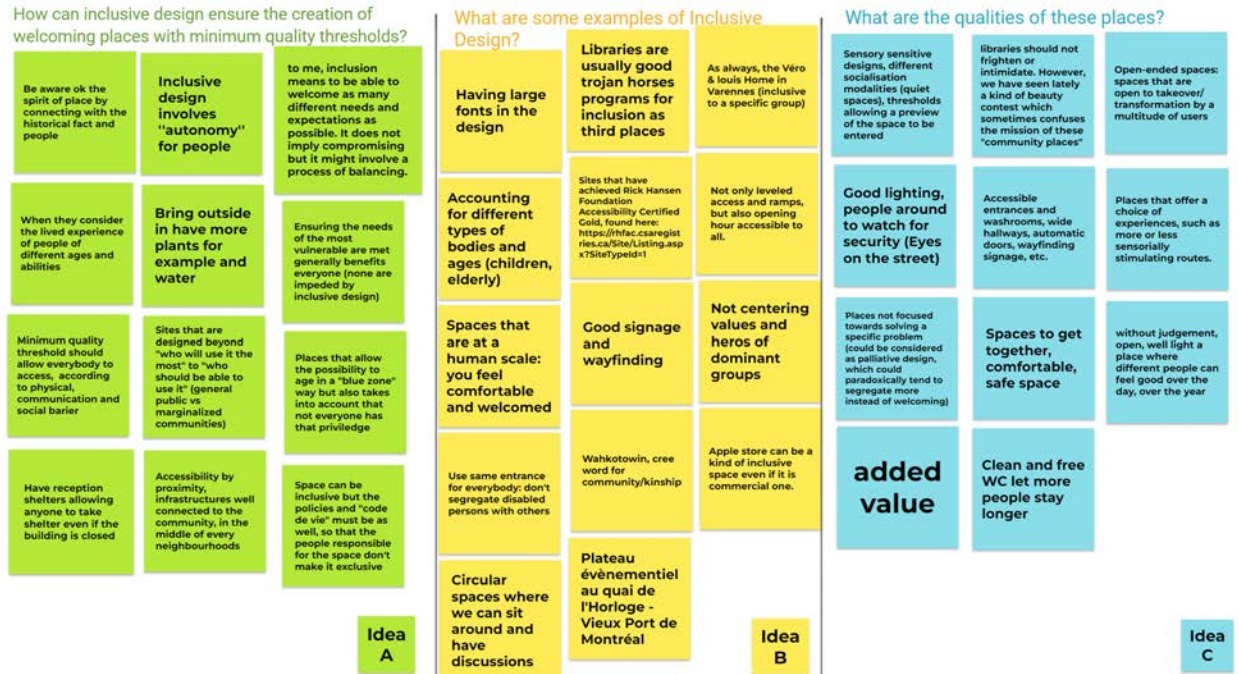 How can inclusive design ensure the creation of
welcoming places with minimum quality thresholds?
Be aware ok the
spirit of place by
connecting with the
historical fact and
people
Inclusive
design
involves
"autonomy"
for people
to me, inclusion
means to be able to
welcome as many
different needs and
expectations as
possible. It does not
imply compromising
but it might involve a
process of balancing.
When they consider
the lived experience
of people of
different ages and
abilities
Bring outside
in have more
plants for
example and
water
Ensuring the needs
of the most
vulnerable are met
generally benefits
everyone (none are
impeded by
inclusive design)
Minimum quality
threshold should
allow everybody to
access, according
to physical,
communication and
social barier
Sites that are
designed beyond
"who will use it the
most" to "who
should be able to
use it" (general
public vs
marginalized
communities)
Places that allow
the possibility to
age in a "blue zone"
way but also takes
into account that
not everyone has
that priviledge
Have reception
shelters allowing
anyone to take
shelter even if the
building is closed
Accessibility by
proximity,
infrastructures well
connected to the
community, in the
middle of every
neighbourhoods
Space can be
inclusive but the
policies and "code
de vie" must be as
well, so that the
people responsible
for the space don't
make it exclusive
Idea
A
What are some examples of Inclusive
Design?
Having large
fonts in the
design
Libraries are
usually good
trojan horses
programs for
inclusion as
third places
As always, the Véro
& louis Home in
Varennes (inclusive
to a specific group)
Accounting
for different
types of
bodies and
ages (children,
elderly)
Sites that have
achieved Rick Hansen
Foundation
Accessibility Certified
Gold, found here:
https://rhfac.csaregist
ries.ca/Site/Listing.asp
x?SiteTypeId=1
Not only leveled
access and ramps,
but also opening
hour accessible to
all.
Spaces that
are at a
human scale:
you feel
comfortable
and welcomed
Good signage
and
wayfinding
Not centering
values and
heros of
dominant
groups
Use same entrance
for everybody: don't
segregate disabled
persons with others
Wahkotowin, cree
word for
community/kinship
Apple store can be a
kind of inclusive
space even if it is
commercial one.
Circular
spaces where
we can sit
around and
have
discussions
Plateau
évènementiel
au quai de
l'Horloge -
Vieux Port de
Montréal
Idea
B
What are the qualities of these places?
Sensory sensitive
designs, different
socialisation
modalities (quiet
spaces), thresholds
allowing a preview
of the space to be
entered
libraries should not
frighten or
intimidate. However,
we have seen lately
a kind of beauty
contest which
sometimes confuses
the mission of these
"community places"
Open-ended spaces:
spaces that are
open to takeover/
transformation by a
multitude of users
Good lighting,
people around
to watch for
security (Eyes
on the street)
Accessible
entrances and
washrooms, wide
hallways, automatic
doors, wayfinding
signage, etc.
Places that offer a
choice of
experiences, such as
more or less
sensorially
stimulating routes.
Places not focused
towards solving a
specific problem
(could be considered
as palliative design,
which could
paradoxically tend to
segregate more
instead of welcoming)
Spaces to get
together,
comfortable,
safe space
without judgement,
open, well light a
place where
different people can
feel good over the
day, over the year
added
value
Clean and free
WC let more
people stay
longer
Idea
C